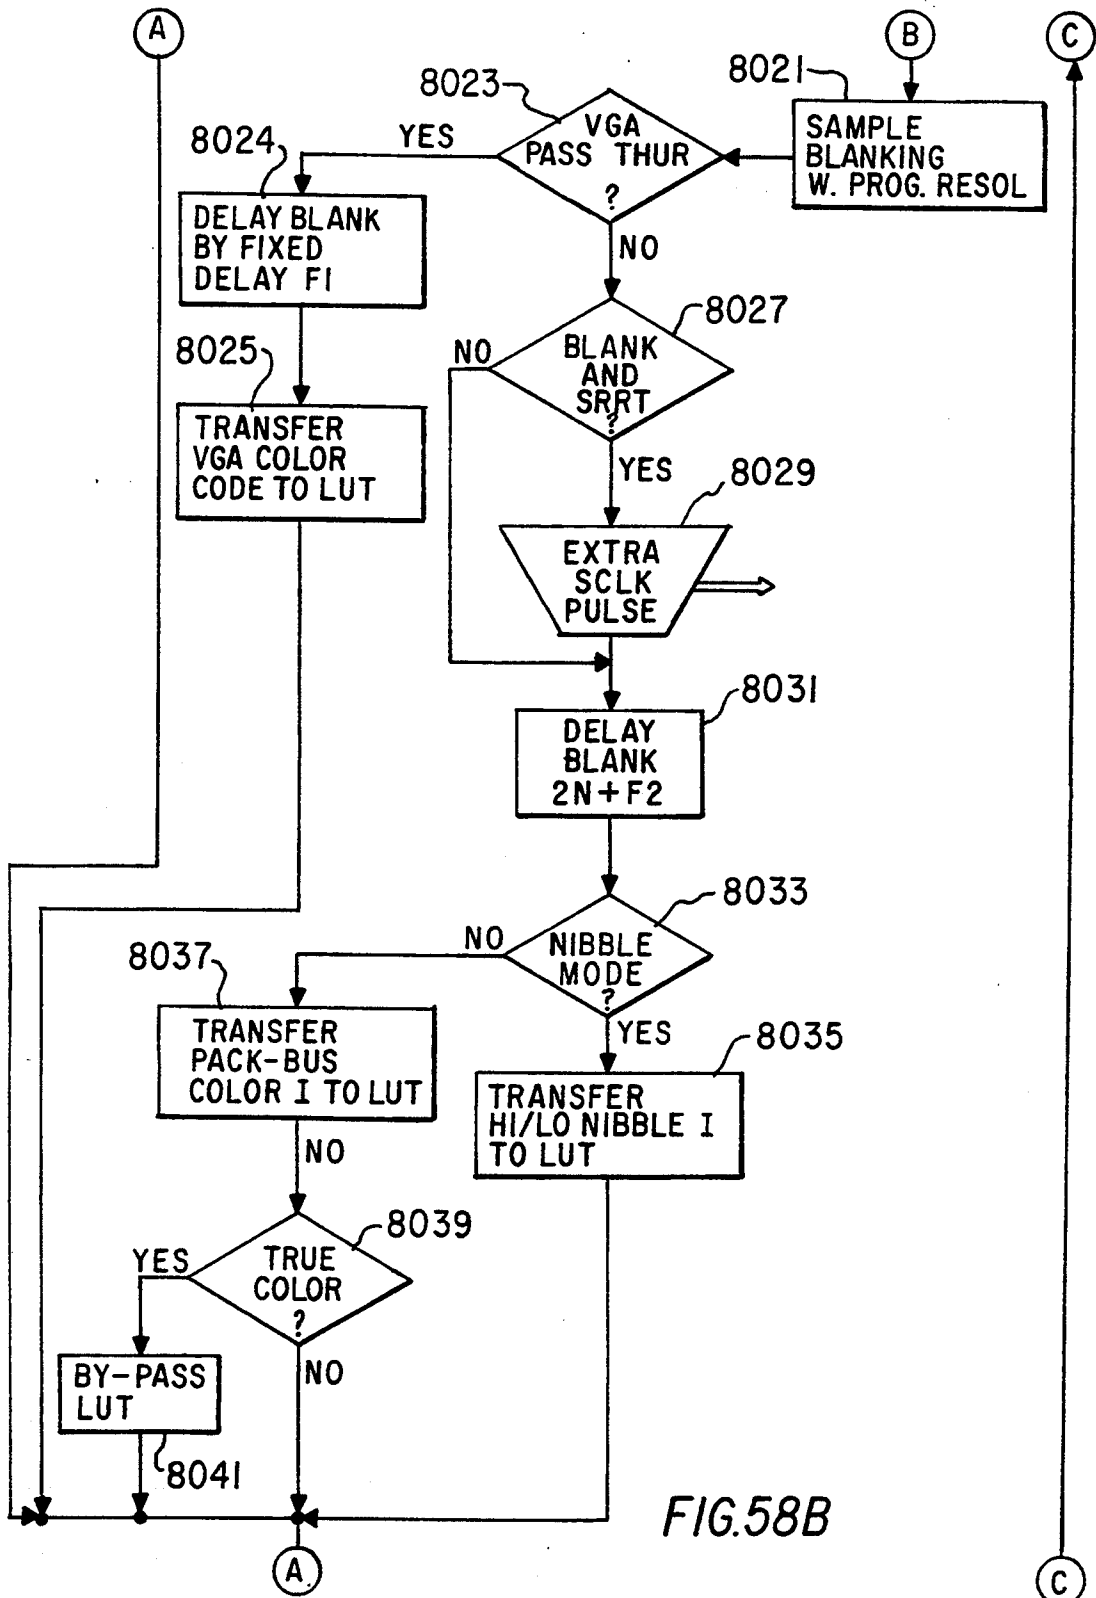 A
B
C
8021
SAMPLE
BLANKING
W. PROG. RESOL
8023
VGA
PASS THUR
?
YES
NO
8024
DELAY BLANK
BY FIXED
DELAY F1
8025
TRANSFER
VGA COLOR
CODE TO LUT
8027
BLANK
AND
SRRT
?
NO
YES
8029
EXTRA
SCLK
PULSE
8031
DELAY
BLANK
2N+F2
8033
NIBBLE
MODE
?
NO
YES
8037
TRANSFER
PACK-BUS
COLOR I TO LUT
NO
8035
TRANSFER
HI/LO NIBBLE I
TO LUT
8039
TRUE
COLOR
?
YES
NO
BY-PASS
LUT
8041
A
FIG.58B
C